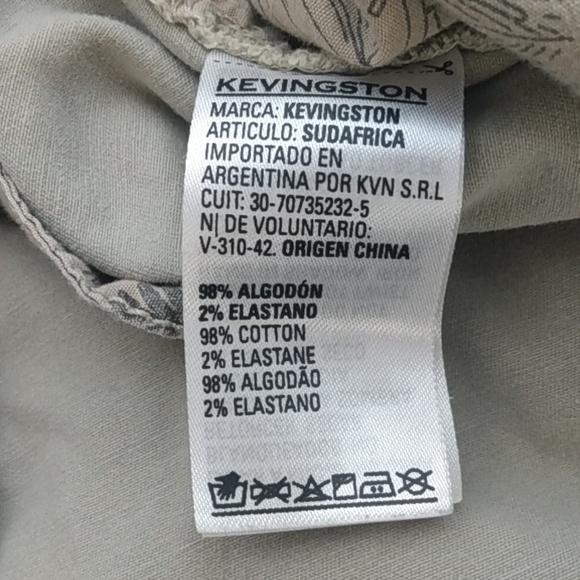 KEVINGSTON
MARCA: KEVINGSTON
ARTICULO: SUDAFRICA
IMPORTADO EN
ARGENTINA POR KVN S.R.L
CUIT: 30-70735232-5
N| DE VOLUNTARIO:
V-310-42. ORIGEN CHINA
98% ALGODÓN
2% ELASTANO
98% COTTON
2% ELASTANE
98% ALGODÃO
2% ELASTANO